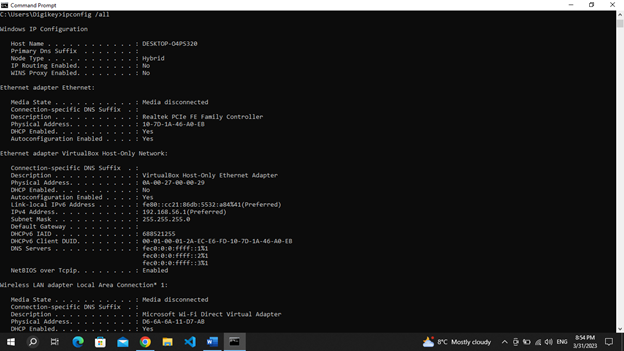 Command Prompt
C:\Users\Digikey>ipconfig /all
Windows IP Configuration
Host Name . . . . . . . . . . . . : DESKTOP-O4PS320
Primary Dns Suffix . . . . . . . :
Node Type . . . . . . . . . . . . : Hybrid
IP Routing Enabled. . . . . . . . : No
WINS Proxy Enabled. . . . . . . . : No
Ethernet adapter Ethernet:
Media State . . . . . . . . . . . : Media disconnected
Connection-specific DNS Suffix . :
Description . . . . . . . . . . . : Realtek PCIe FE Family Controller
Physical Address. . . . . . . . . : 10-7D-1A-46-A0-E8
DHCP Enabled. . . . . . . . . . . : Yes
Autoconfiguration Enabled . . . . : Yes
Ethernet adapter VirtualBox Host-Only Network:
Connection-specific DNS Suffix . :
Description . . . . . . . . . . . : VirtualBox Host-Only Ethernet Adapter
Physical Address. . . . . . . . . : 0A-00-27-00-00-29
DHCP Enabled. . . . . . . . . . . : No
Autoconfiguration Enabled . . . . : Yes
Link-local IPv6 Address . . . . . : fe80::cc21:86db:5532:a84%41(Preferred)
IPv4 Address. . . . . . . . . . . : 192.168.56.1(Preferred)
Subnet Mask . . . . . . . . . . . : 255.255.255.0
Default Gateway . . . . . . . . . :
DHCPv6 IAID . . . . . . . . . . . : 688521255
DHCPv6 Client DUID. . . . . . . . : 00-01-00-01-2A-EC-E6-FD-10-7D-1A-46-A0-E8
DNS Servers . . . . . . . . . . . : fec0:0:0:ffff::1%1
fec0:0:0:ffff::2%1
fec0:0:0:ffff::3%1
NetBIOS over Tcpip. . . . . . . . : Enabled
Wireless LAN adapter Local Area Connection* 1:
Media State . . . . . . . . . . . : Media disconnected
Connection-specific DNS Suffix . :
Description . . . . . . . . . . . : Microsoft Wi-Fi Direct Virtual Adapter
Physical Address. . . . . . . . . : D6-6A-6A-11-D7-AB
DHCP Enabled. . . . . . . . . . . : Yes
8°C Mostly cloudy
ENG
8:54 PM
3/31/2023